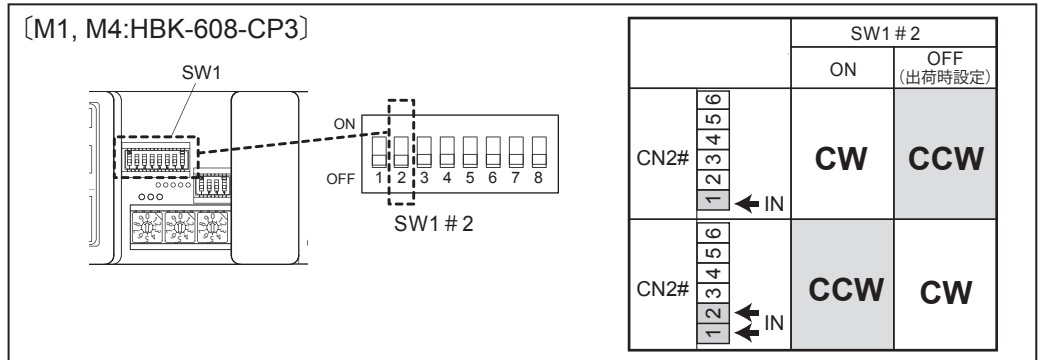 〔M1, M4:HBK-608-CP3〕
SW1
ON
OFF
1 2 3 4 5 6 7 8
SW1＃2
SW1＃2
ON
OFF
（出荷時設定）
CN2#
6
5
4
3
2
1
IN
CW
CCW
CN2#
6
5
4
3
2
1
IN
CCW
CW